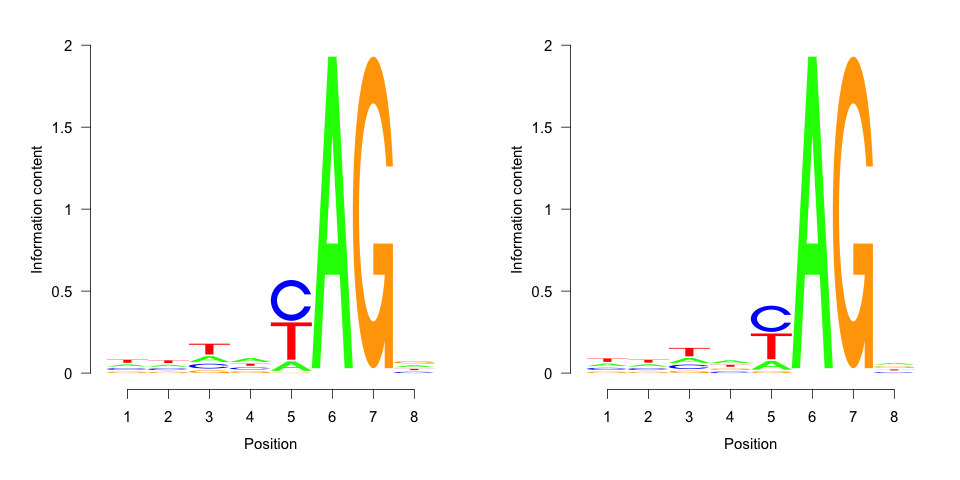 2
1.5
1
0.5
0
Information content
T T T A C A G G
A A A T T A
C C C C A T
G G G G C
1 2 3 4 5 6 7 8
Position
2
1.5
1
0.5
0
Information content
T T T A C A G
A A A T T A
C C C A T
G G G C C
1 2 3 4 5 6 7 8
Position